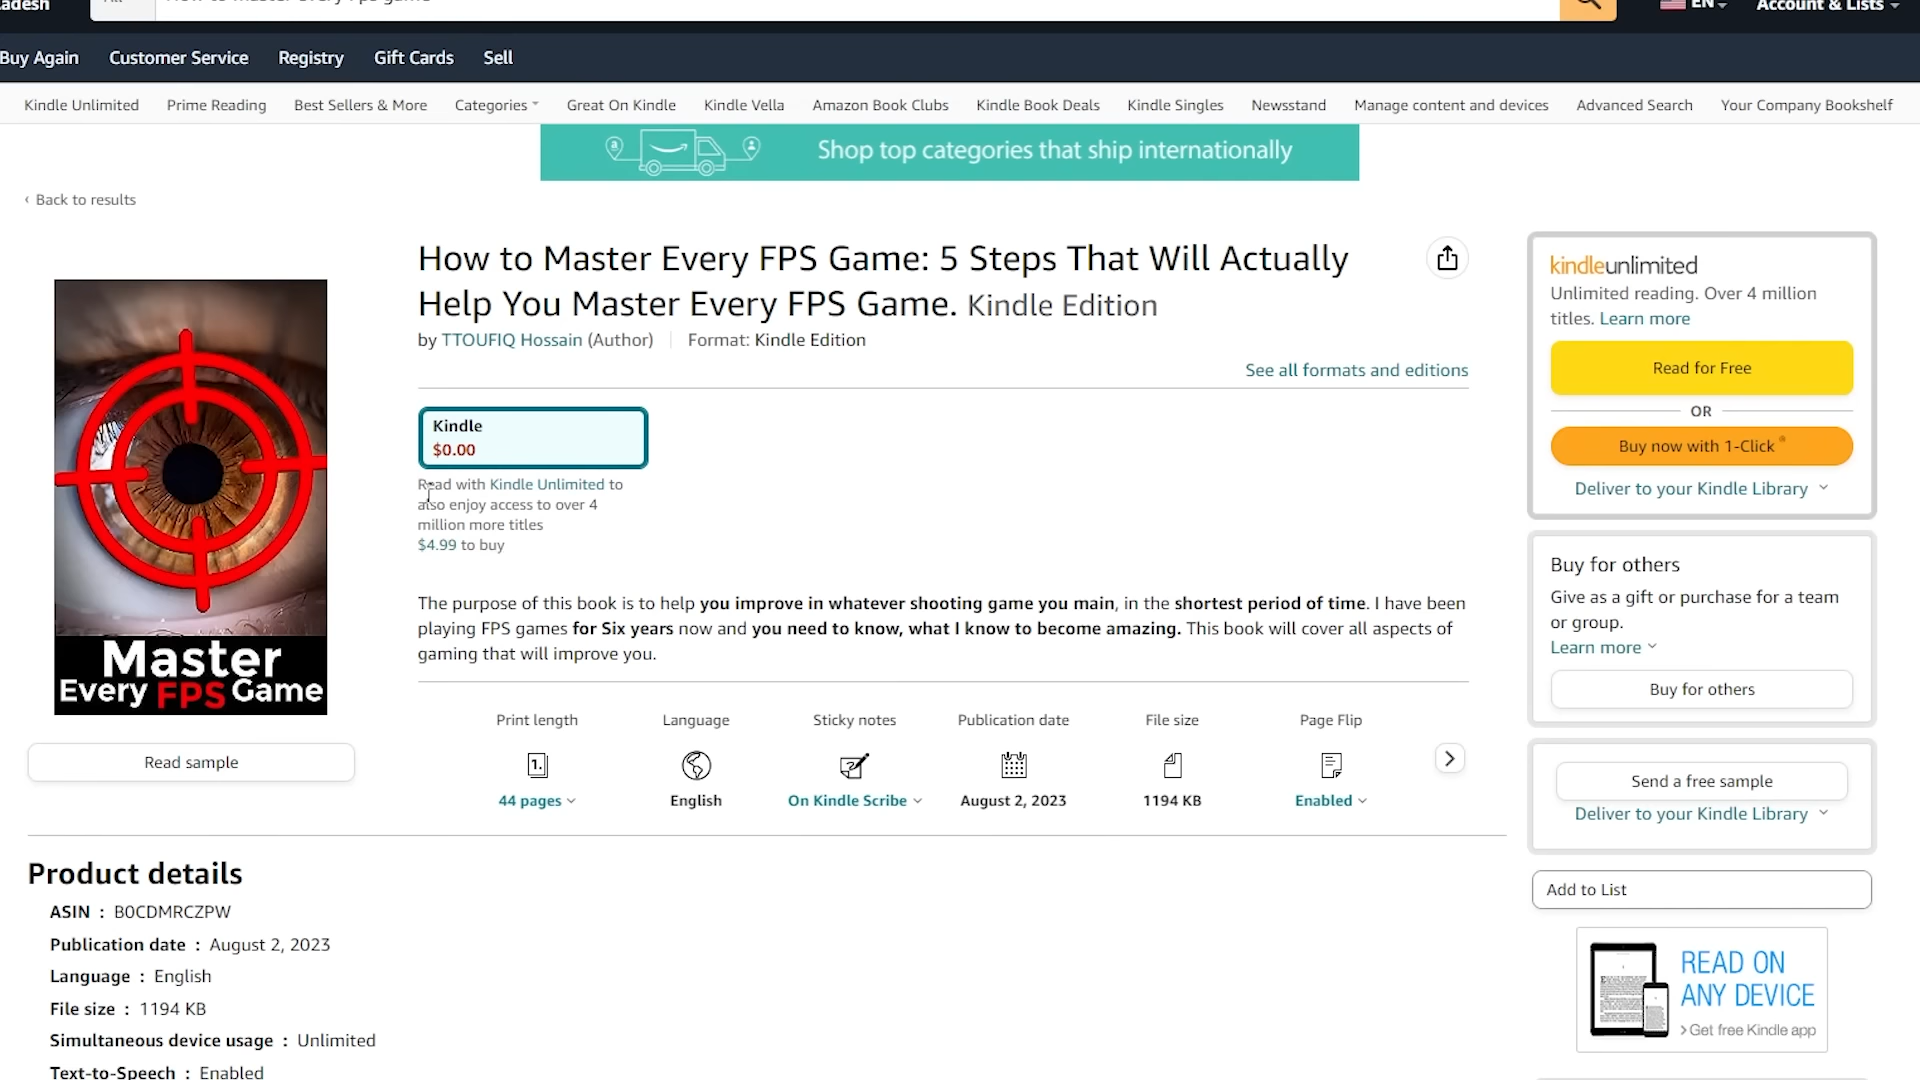 adesh
All
How to master every fps game
EN
Account & Lists
Buy Again
Customer Service
Registry
Gift Cards
Sell
Kindle Unlimited
Prime Reading
Best Sellers & More
Categories
Great On Kindle
Kindle Vella
Amazon Book Clubs
Kindle Book Deals
Kindle Singles
Newsstand
Manage content and devices
Advanced Search
Your Company Bookshelf
Shop top categories that ship internationally
‹ Back to results
How to Master Every FPS Game: 5 Steps That Will Actually
Help You Master Every FPS Game. Kindle Edition
by TTOUFIQ Hossain (Author)
Format: Kindle Edition
See all formats and editions
Kindle
$0.00
Read with Kindle Unlimited to
also enjoy access to over 4
million more titles
$4.99 to buy
The purpose of this book is to help you improve in whatever shooting game you main, in the shortest period of time. I have been
playing FPS games for Six years now and you need to know, what I know to become amazing. This book will cover all aspects of
gaming that will improve you.
Print length
44 pages
Language
English
Sticky notes
On Kindle Scribe
Publication date
August 2, 2023
File size
1194 KB
Page Flip
Enabled
Master
Every FPS Game
Read sample
Product details
ASIN : B0CDMRCZPW
Publication date : August 2, 2023
Language : English
File size : 1194 KB
Simultaneous device usage : Unlimited
Text-to-Speech : Enabled
kindleunlimited
Unlimited reading. Over 4 million
titles. Learn more
Read for Free
OR
Buy now with 1-Click ®
Deliver to your Kindle Library
Buy for others
Give as a gift or purchase for a team
or group.
Learn more
Buy for others
Send a free sample
Deliver to your Kindle Library
Add to List
READ ON
ANY DEVICE
› Get free Kindle app